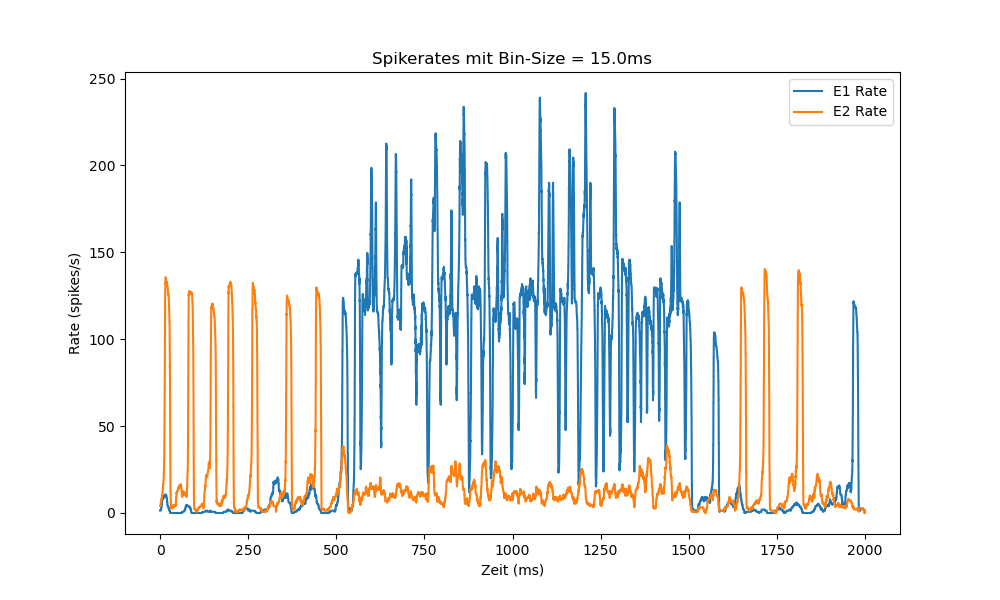 Spikerates mit Bin-Size = 15.0ms
E1 Rate
E2 Rate
Rate (spikes/s)
250
200
150
100
50
0
0 250 500 750 1000 1250 1500 1750 2000
Zeit (ms)